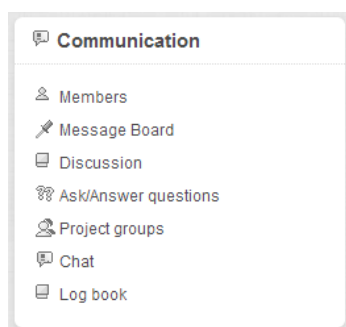 Communication
Members
Message Board
Discussion
Ask/Answer questions
Project groups
Chat
Log book